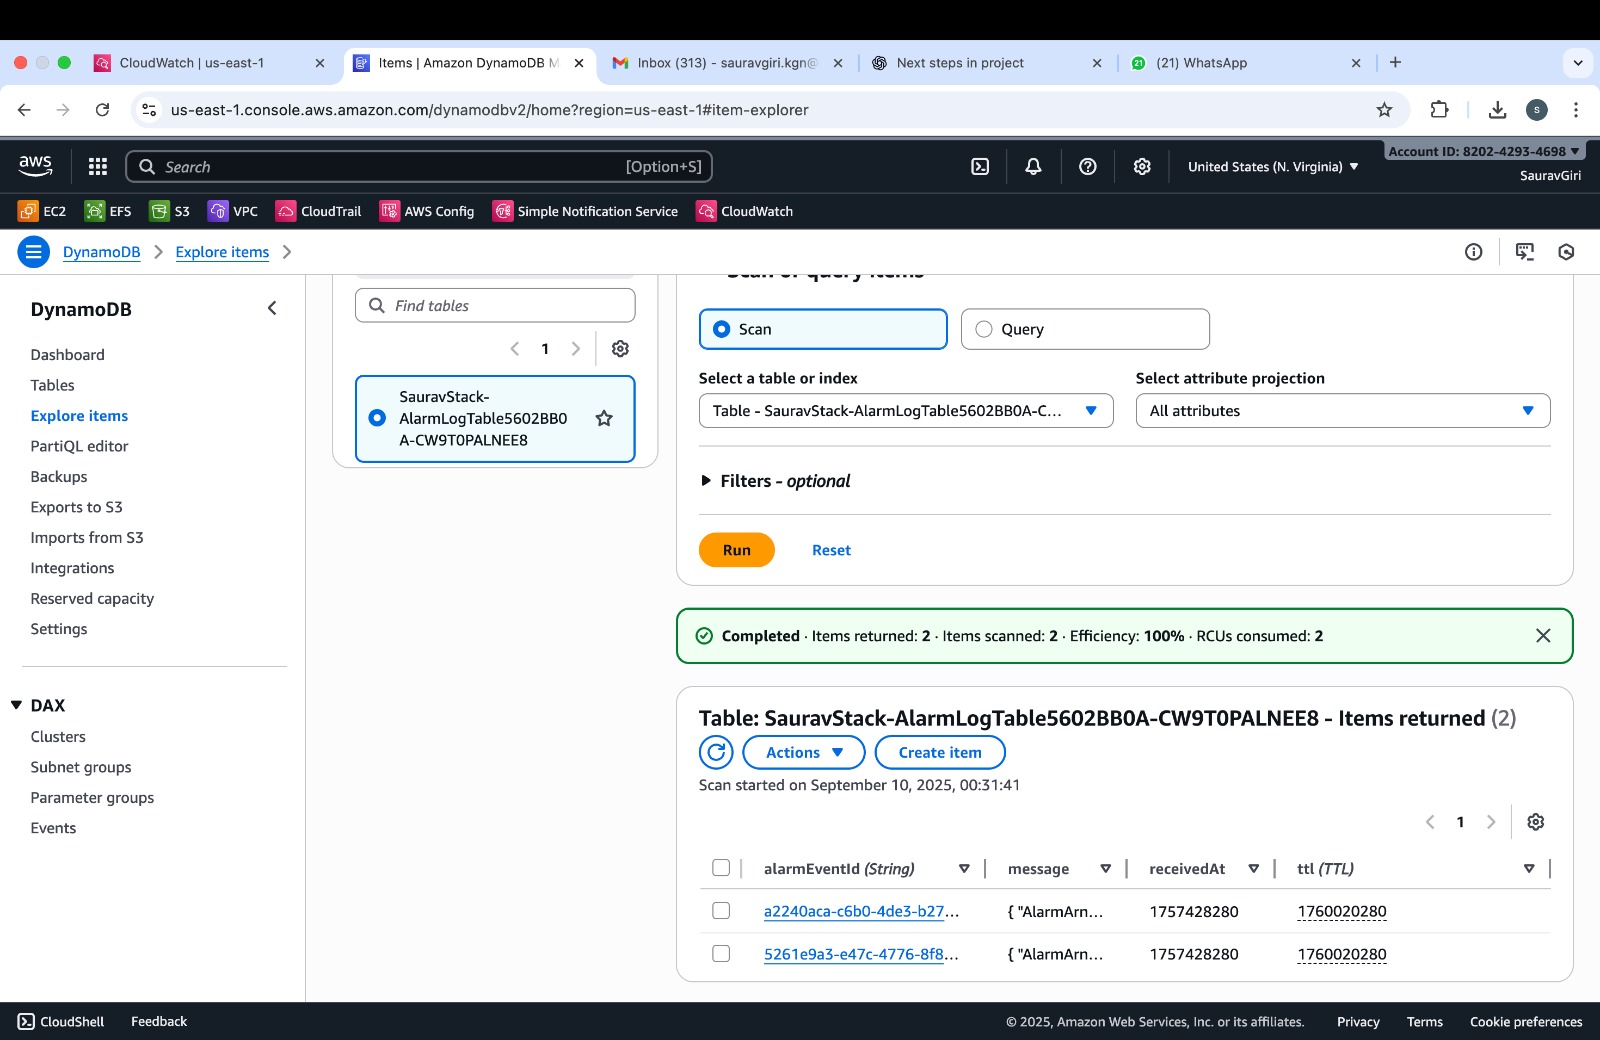 CloudWatch | us-east-1
Items | Amazon DynamoDB M
Inbox (313) - sauravgiri.kgn@
Next steps in project
21
(21) WhatsApp
us-east-1.console.aws.amazon.com/dynamodbv2/home?region=us-east-1#item-explorer
S
aws
Search
[Option+S]
United States (N. Virginia)
Account ID: 8202-4293-4698
SauravGiri
EC2
EFS
S3
VPC
CloudTrail
AWS Config
Simple Notification Service
CloudWatch
DynamoDB
Explore items
DynamoDB
Dashboard
Tables
Explore items
PartiQL editor
Backups
Exports to S3
Imports from S3
Integrations
Reserved capacity
Settings
DAX
Clusters
Subnet groups
Parameter groups
Events
Find tables
1
SauravStack-
AlarmLogTable5602BB0
A-CW9T0PALNEE8
Scan or query items
Scan
Query
Select a table or index
Table - SauravStack-AlarmLogTable5602BB0A-C...
Select attribute projection
All attributes
Filters - optional
Run
Reset
Completed · Items returned: 2 · Items scanned: 2 · Efficiency: 100% · RCUs consumed: 2
Table: SauravStack-AlarmLogTable5602BB0A-CW9T0PALNEE8 - Items returned (2)
Actions
Create item
Scan started on September 10, 2025, 00:31:41
1
alarmEventId (String)
message
receivedAt
ttl (TTL)
a2240aca-c6b0-4de3-b27...
{ "AlarmArn...
1757428280
1760020280
5261e9a3-e47c-4776-8f8...
{ "AlarmArn...
1757428280
1760020280
CloudShell
Feedback
© 2025, Amazon Web Services, Inc. or its affiliates.
Privacy
Terms
Cookie preferences